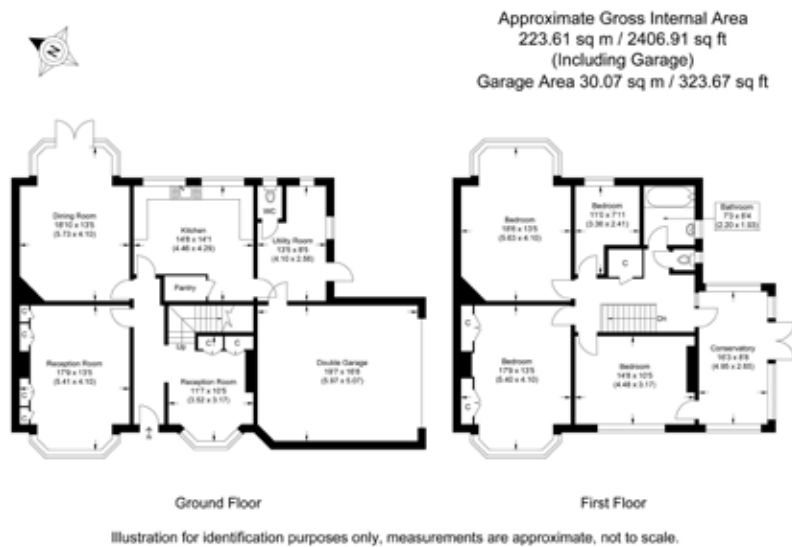 Approximate Gross Internal Area
223.61 sq m / 2406.91 sq ft
(Including Garage)
Garage Area 30.07 sq m / 323.67 sq ft
N
Dining Room
18'10 x 13'5
(5.73 x 4.10)
Kitchen
14'8 x 14'1
(4.46 x 4.29)
WC
Utility Room
13'5 x 8'5
(4.10 x 2.56)
Pantry
Reception Room
17'9 x 13'5
(5.41 x 4.10)
C
C
C
C
Up
C
C
Reception Room
11'7 x 10'5
(3.52 x 3.17)
Double Garage
19'7 x 16'8
(5.97 x 5.07)
Bedroom
18'6 x 13'5
(5.63 x 4.10)
Bedroom
11'0 x 7'11
(3.36 x 2.41)
Bathroom
7'3 x 6'4
(2.20 x 1.93)
C
Dn
Bedroom
17'9 x 13'5
(5.40 x 4.10)
C
C
Bedroom
14'8 x 10'5
(4.48 x 3.17)
Conservatory
16'3 x 8'8
(4.95 x 2.65)
Ground Floor
First Floor
Illustration for identification purposes only, measurements are approximate, not to scale.